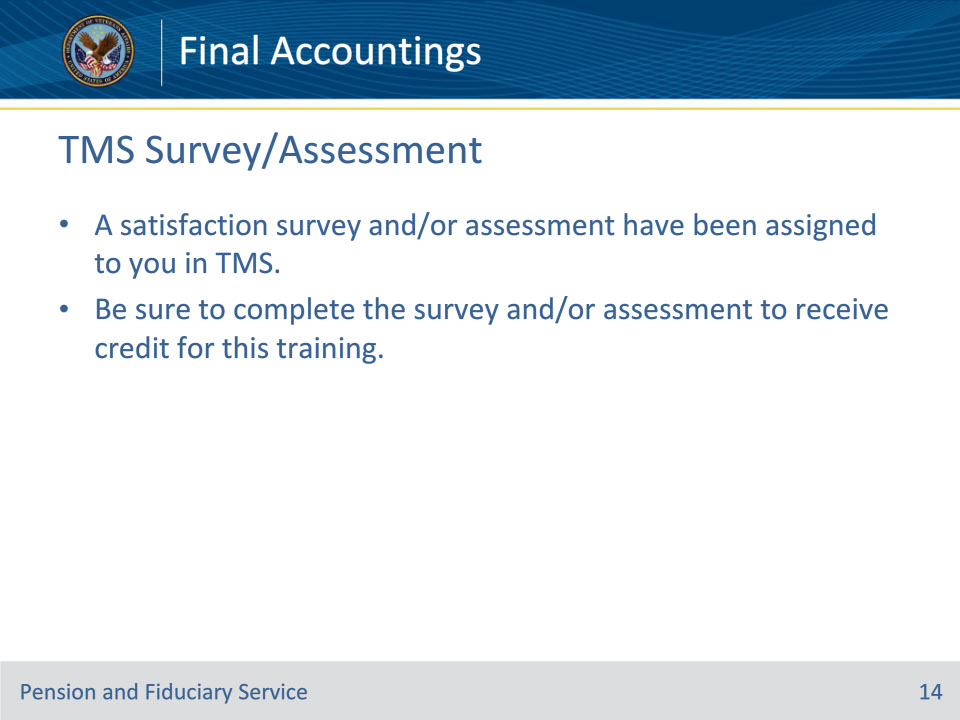 Final Accountings
TMS Survey/Assessment
• A satisfaction survey and/or assessment have been assigned
to you in TMS.
• Be sure to complete the survey and/or assessment to receive
credit for this training.
Pension and Fiduciary Service
14